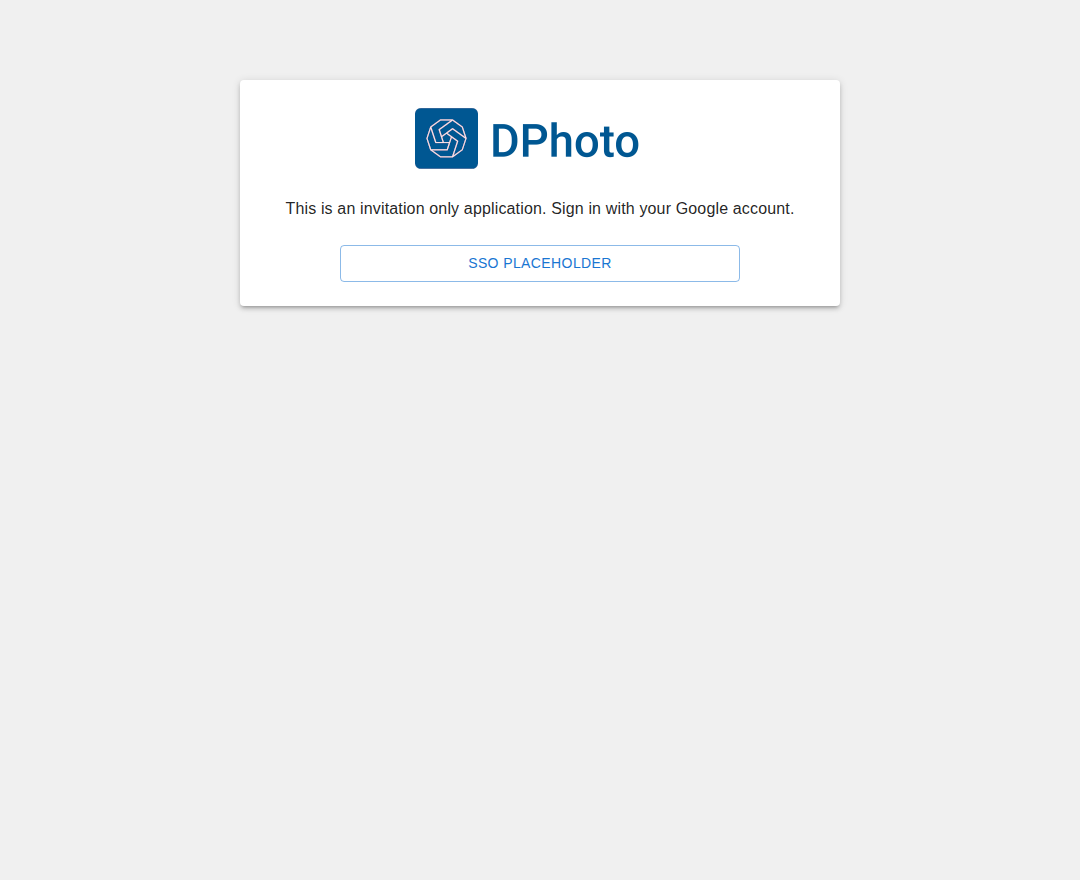 DPhoto
This is an invitation only application. Sign in with your Google account.
SSO PLACEHOLDER